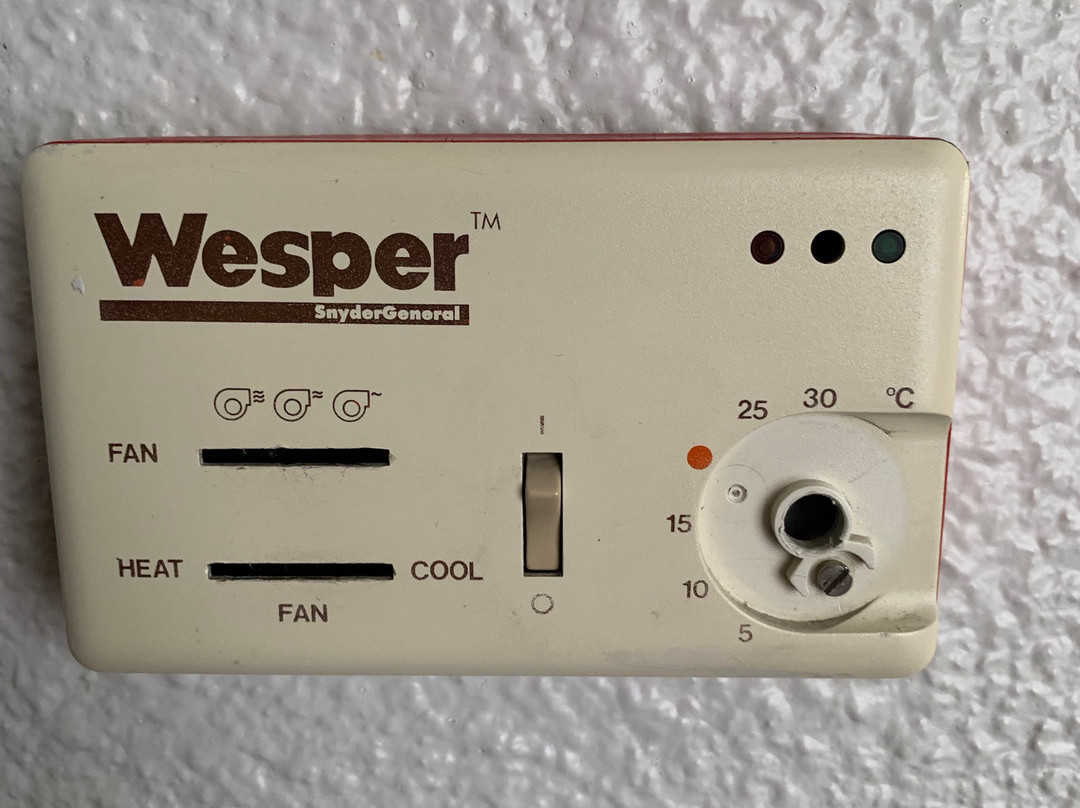 Wesper™
SnyderGeneral
25 30 °C
FAN
15
HEAT COOL
10
FAN
5